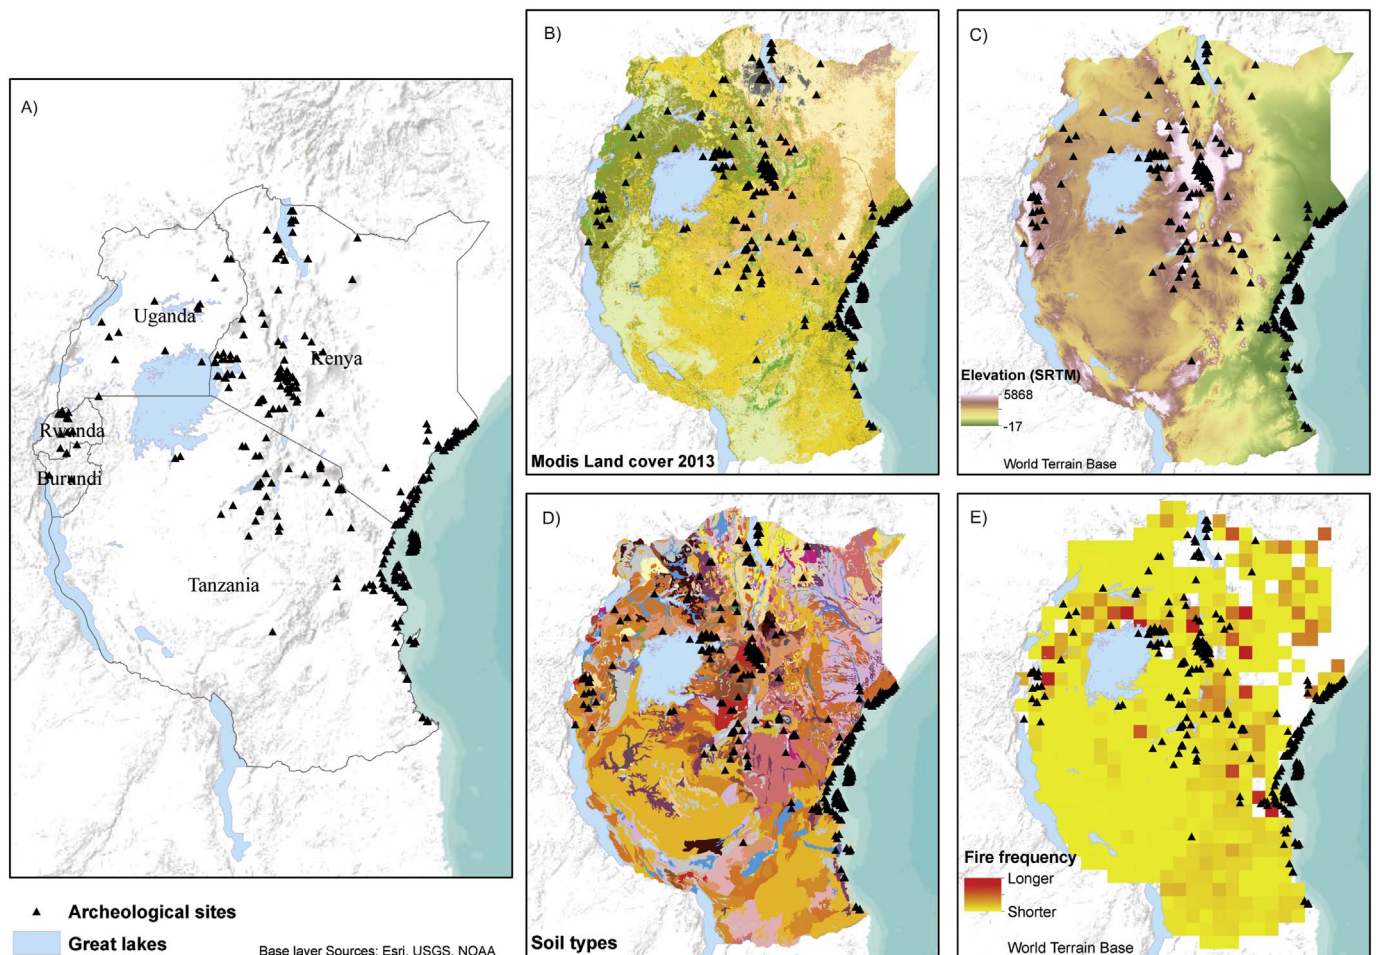 A)
Uganda
Kenya
Rwanda
Burundi
Tanzania
Archeological sites
Great lakes
Base layer Sources: Esri, USGS, NOAA
B)
Modis Land cover 2013
C)
Elevation (SRTM)
5868
-17
World Terrain Base
D)
Soil types
E)
Fire frequency
Longer
Shorter
World Terrain Base